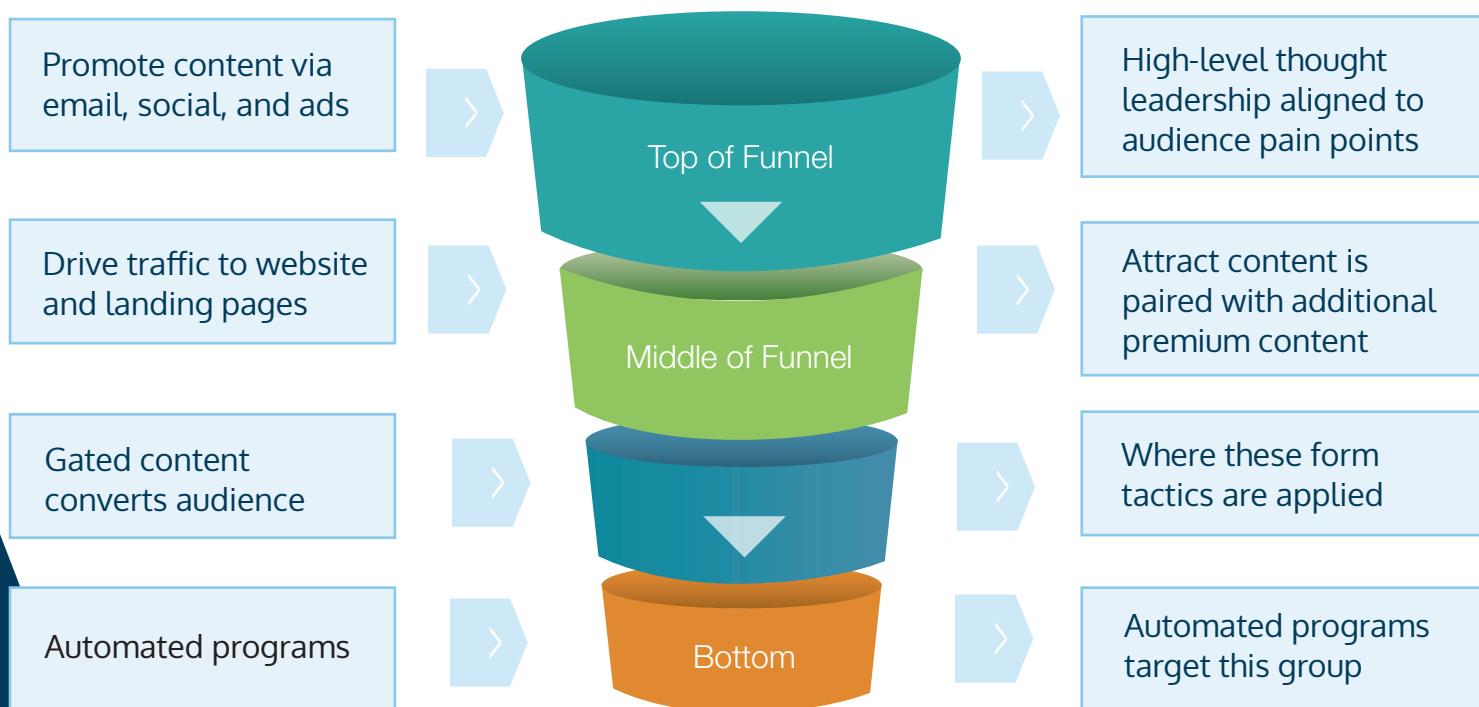 Promote content via
email, social, and ads
Top of Funnel
High-level thought
leadership aligned to
audience pain points
Drive traffic to website
and landing pages
Middle of Funnel
Attract content is
paired with additional
premium content
Gated content
converts audience
Where these form
tactics are applied
Automated programs
Bottom
Automated programs
target this group